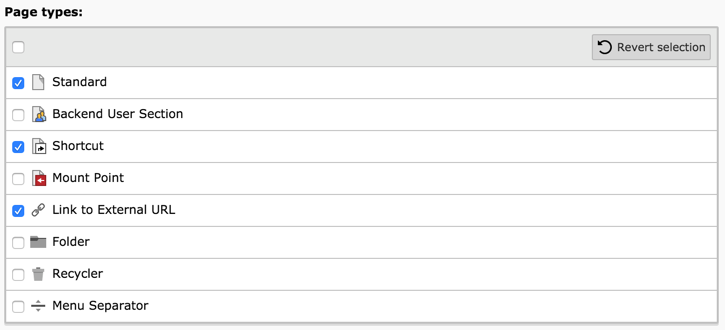 Page types:
Revert selection
Standard
Backend User Section
Shortcut
Mount Point
Link to External URL
Folder
Recycler
Menu Separator